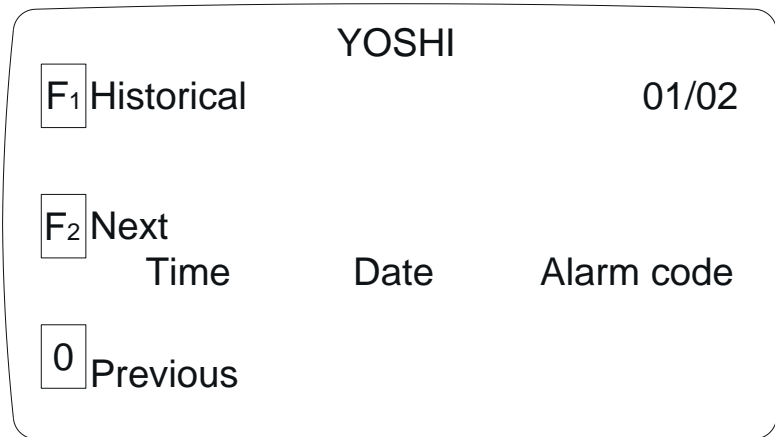 YOSHI
F1 Historical 01/02
F2 Next
Time Date Alarm code
0 Previous